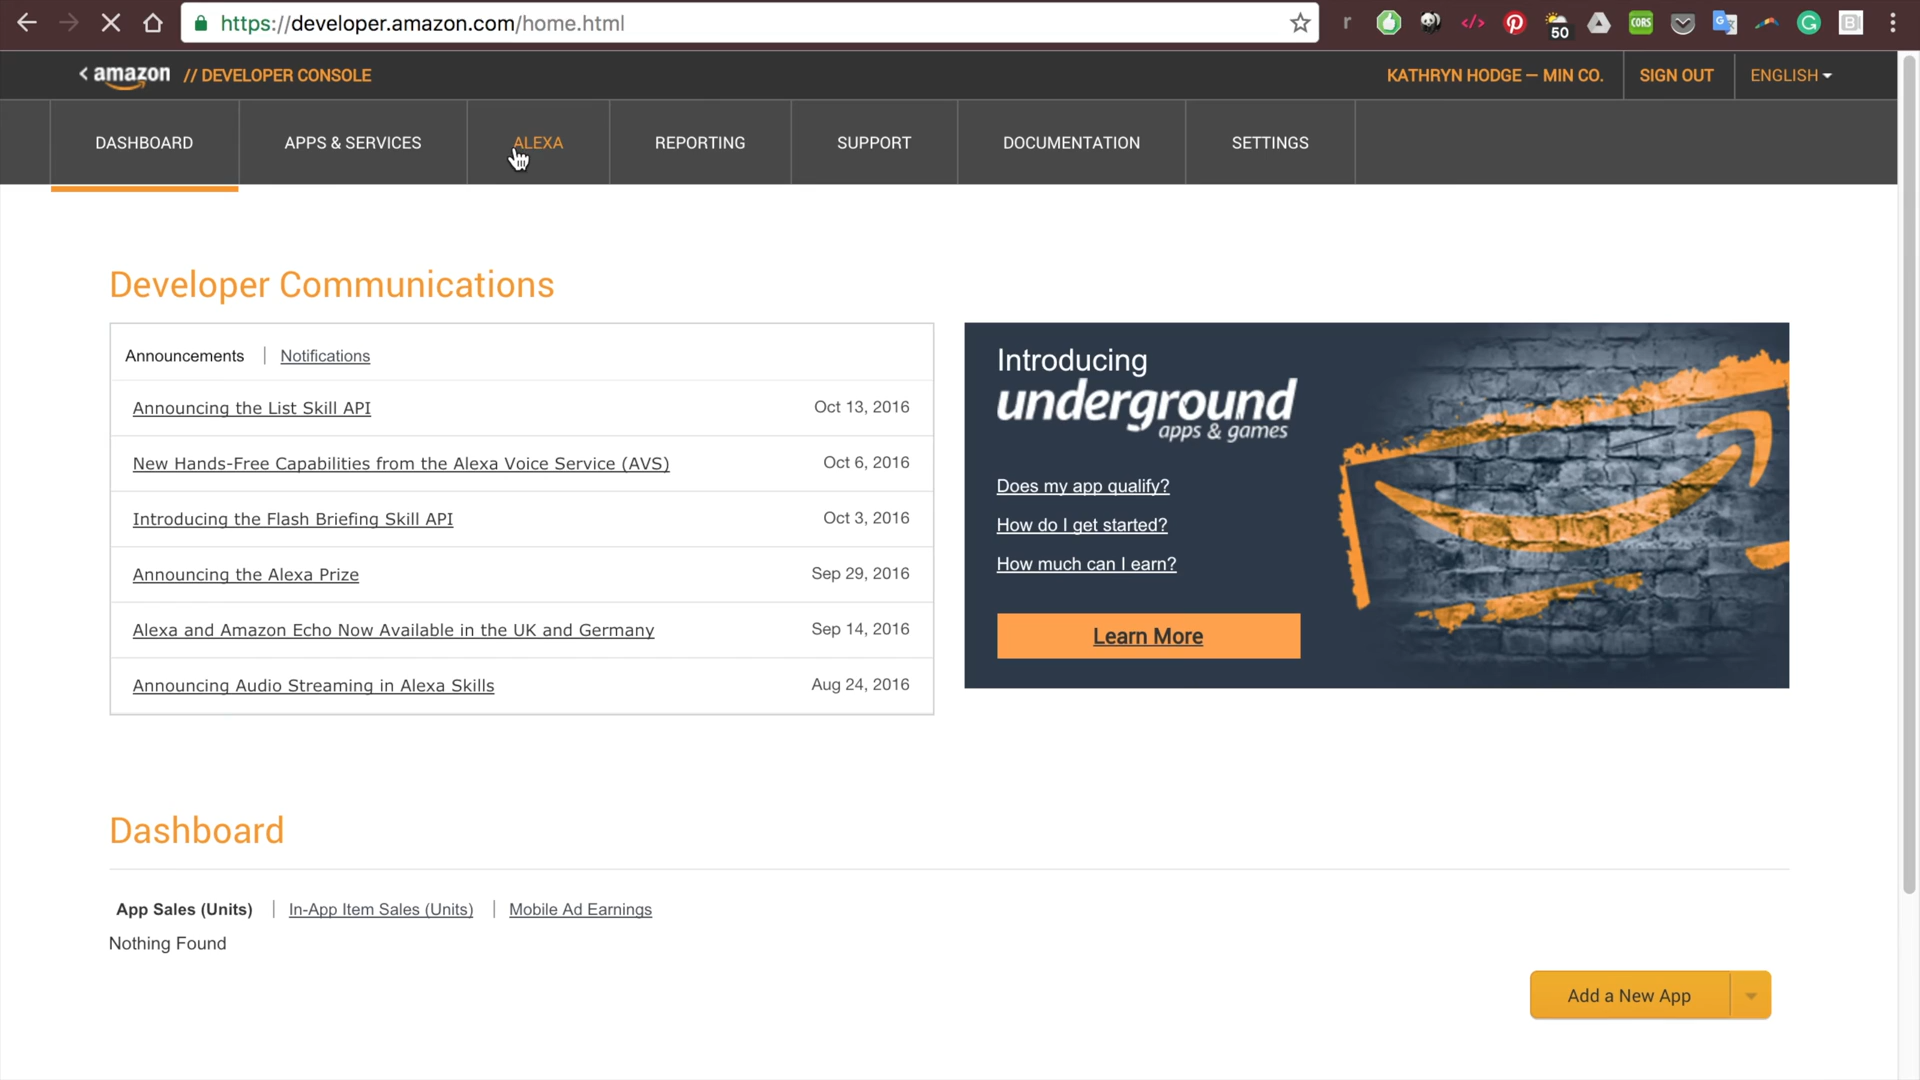 https://developer.amazon.com/home.html
r
50
CORS
G
B
amazon // DEVELOPER CONSOLE
KATHRYN HODGE — MIN CO.
SIGN OUT
ENGLISH
DASHBOARD
APPS & SERVICES
ALEXA
REPORTING
SUPPORT
DOCUMENTATION
SETTINGS
Developer Communications
Announcements | Notifications
Announcing the List Skill API Oct 13, 2016
New Hands-Free Capabilities from the Alexa Voice Service (AVS) Oct 6, 2016
Introducing the Flash Briefing Skill API Oct 3, 2016
Announcing the Alexa Prize Sep 29, 2016
Alexa and Amazon Echo Now Available in the UK and Germany Sep 14, 2016
Announcing Audio Streaming in Alexa Skills Aug 24, 2016
Introducing
underground
apps & games
Does my app qualify?
How do I get started?
How much can I earn?
Learn More
Dashboard
App Sales (Units) | In-App Item Sales (Units) | Mobile Ad Earnings
Nothing Found
Add a New App